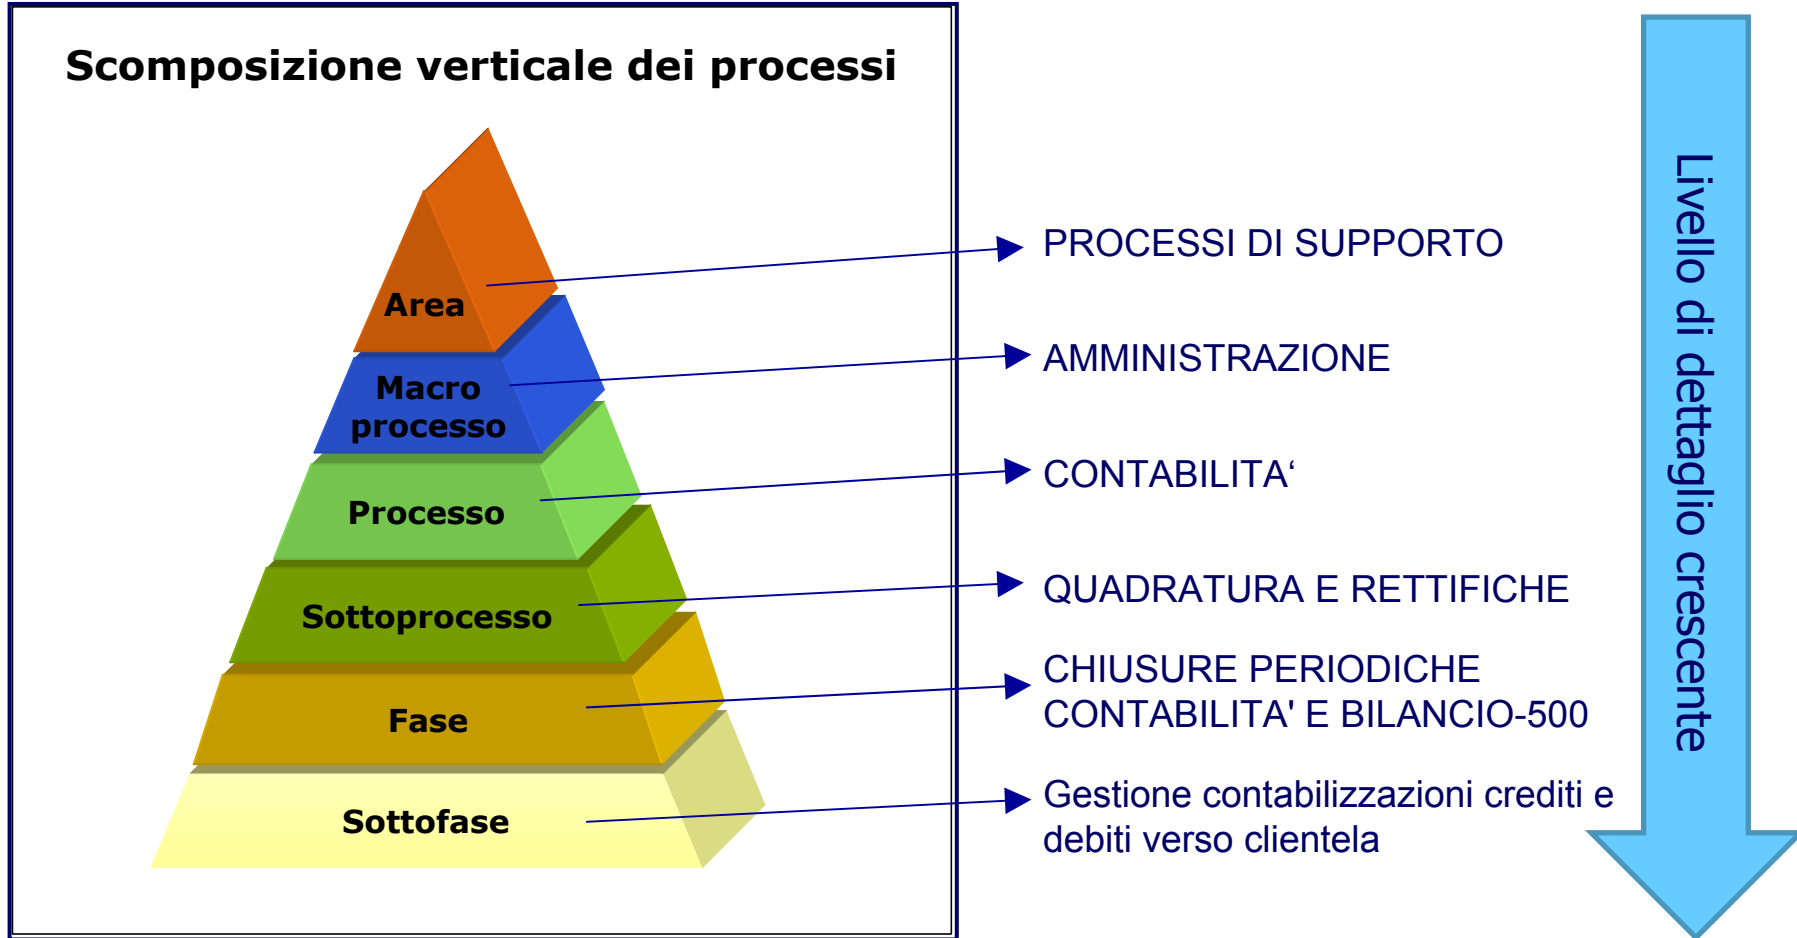 Scomposizione verticale dei processi
Area
PROCESSI DI SUPPORTO
Macro
processo
AMMINISTRAZIONE
Processo
CONTABILITA‘
Sottoprocesso
QUADRATURA E RETTIFICHE
Fase
CHIUSURE PERIODICHE
CONTABILITA' E BILANCIO-500
Sottofase
Gestione contabilizzazioni crediti e
debiti verso clientela
Livello di dettaglio crescente